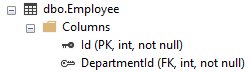 dbo.Employee
Columns
Id (PK, int, not null)
DepartmentId (FK, int, not null)